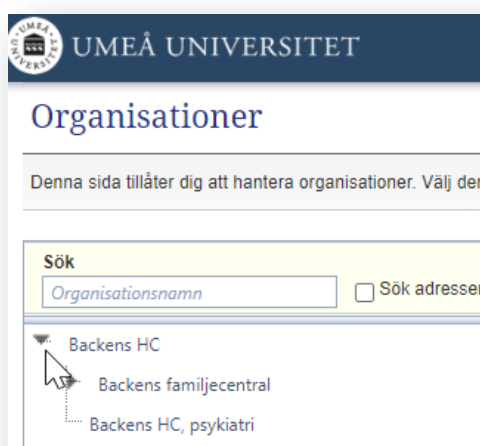 UMEÅ UNIVERSITET
Organisationer
Denna sida tillåter dig att hantera organisationer. Välj
Sök
Organisationsnamn
Sök adresser
Backens HC
Backens familjecentral
Backens HC, psykiatri